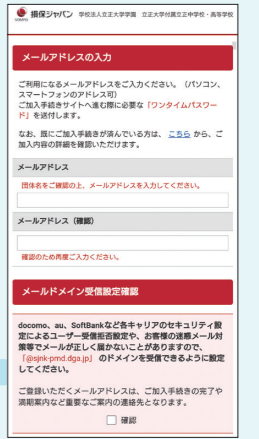 損保ジャパン 学校法人立正大学学園 立正大学付属立正中学校・高等学校
メールアドレスの入力
ご利用になるメールアドレスをご入力ください。(パソコン、
スマートフォンのアドレス可)
ご加入手続きサイトへ進む際に必要な「ワンタイムパスワー
ド」を送付します。
なお、既にご加入手続きが済んでいる方は、こちら から、ご
加入内容の詳細を確認いただけます。
メールアドレス
団体名をご確認の上、メールアドレスを入力してください。
メールアドレス(確認)
確認のため再度ご入力ください。
メールドメイン受信設定確認
docomo、au、SoftBankなど各キャリアのセキュリティ設
定によるユーザー受信拒否設定や、お客様の迷惑メール対
策等でメールが正しく届かないことがありますので、
「@sjnk-pmd.dga.jp」のドメインを受信できるように設定
してください。
ご登録いただくメールアドレスは、ご加入手続きの完了や
満期案内など重要なご案内の連絡先となります。
確認